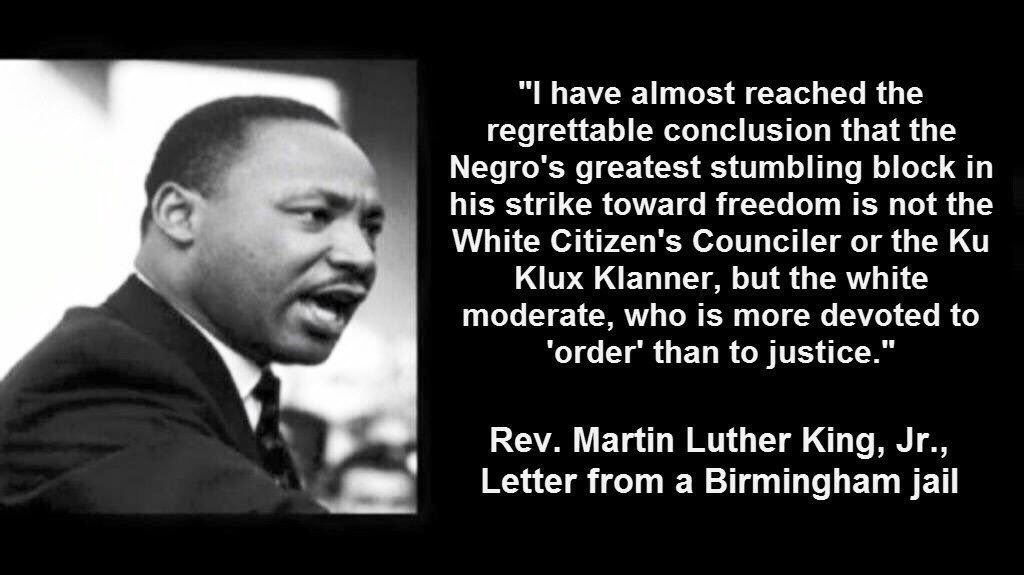 "I have almost reached the
regrettable conclusion that the
Negro's greatest stumbling block in
his strike toward freedom is not the
White Citizen's Counciler or the Ku
Klux Klanner, but the white
moderate, who is more devoted to
'order' than to justice."
Rev. Martin Luther King, Jr.,
Letter from a Birmingham jail